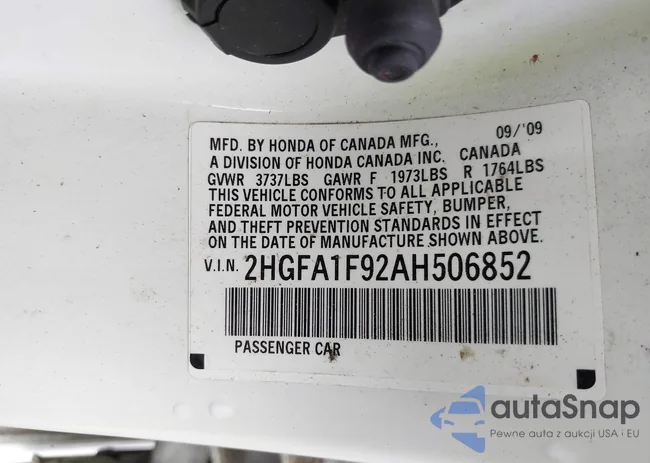 09/'09
MFD. BY HONDA OF CANADA MFG.,
A DIVISION OF HONDA CANADA INC. CANADA
GVWR 3737LBS GAWR F 1973LBS R 1764LBS
THIS VEHICLE CONFORMS TO ALL APPLICABLE
FEDERAL MOTOR VEHICLE SAFETY, BUMPER,
AND THEFT PREVENTION STANDARDS IN EFFECT
ON THE DATE OF MANUFACTURE SHOWN ABOVE.
V.I.N. 2HGFA1F92AH506852
PASSENGER CAR
autoSnap
Pewne auta z aukcji USA i EU